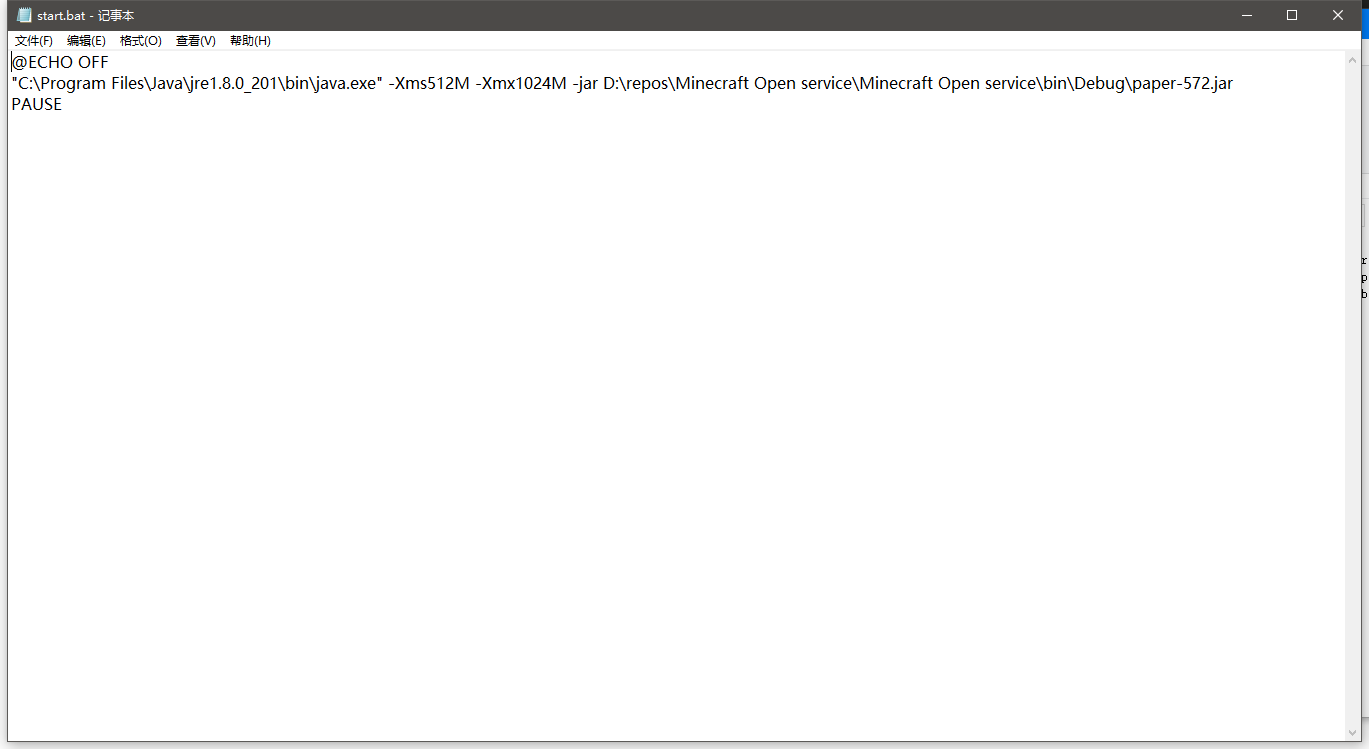 start.bat - 记事本
文件(F) 编辑(E) 格式(O) 查看(V) 帮助(H)
@ECHO OFF
"C:\Program Files\Java\jre1.8.0_201\bin\java.exe" -Xms512M -Xmx1024M -jar D:\repos\Minecraft Open service\Minecraft Open service\bin\Debug\paper-572.jar
PAUSE
r
p
b